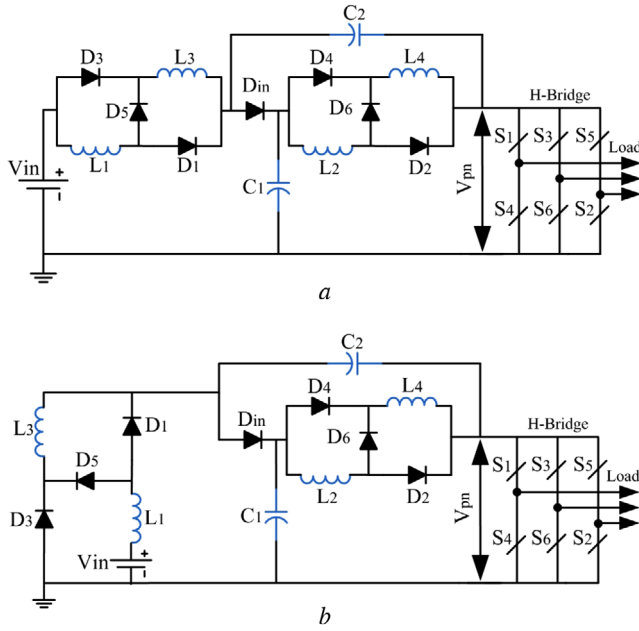 C2
D3 L3 D4 L4
Din H-Bridge
D5 D6 S1 S3 S5
Load
Vin L1 D1 L2 D2 Vpn
+
-
C1 S4 S6 S2
a
C2
D4 L4
L3 D1 Din H-Bridge
D5 D6 S1 S3 S5
Load
L1 L2 D2
D3 C1 Vpn S4 S6 S2
Vin +
-
b